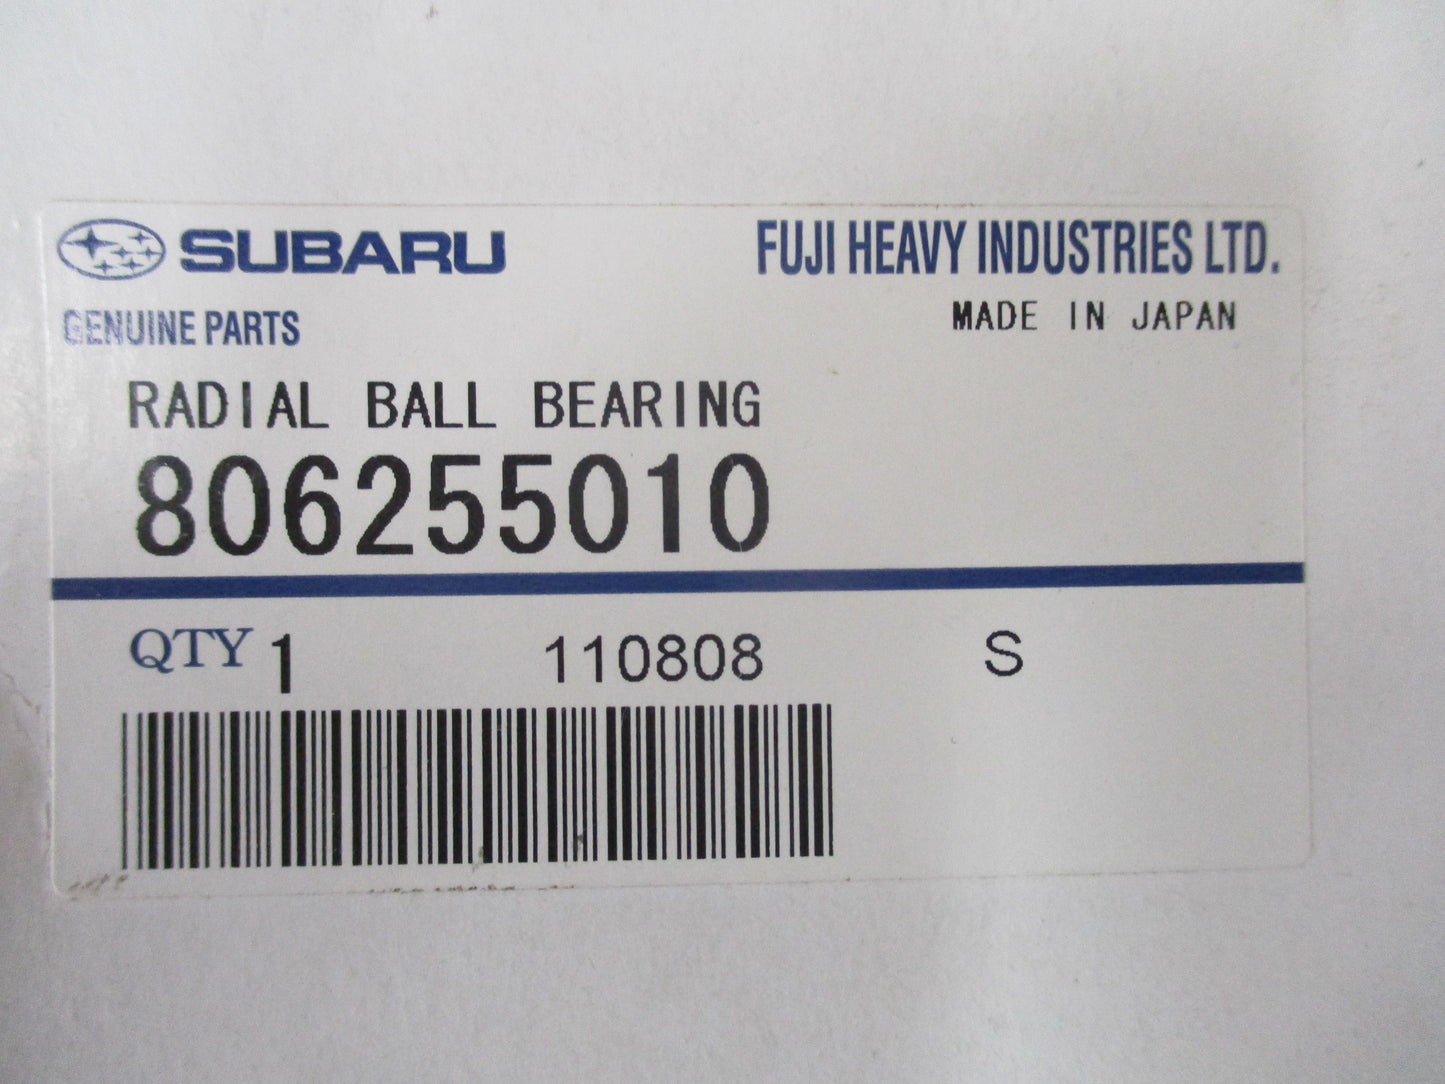 SUBARU FUJI HEAVY INDUSTRIES LTD.
GENUINE PARTS MADE IN JAPAN
RADIAL BALL BEARING
806255010
QTY 1 110808 S